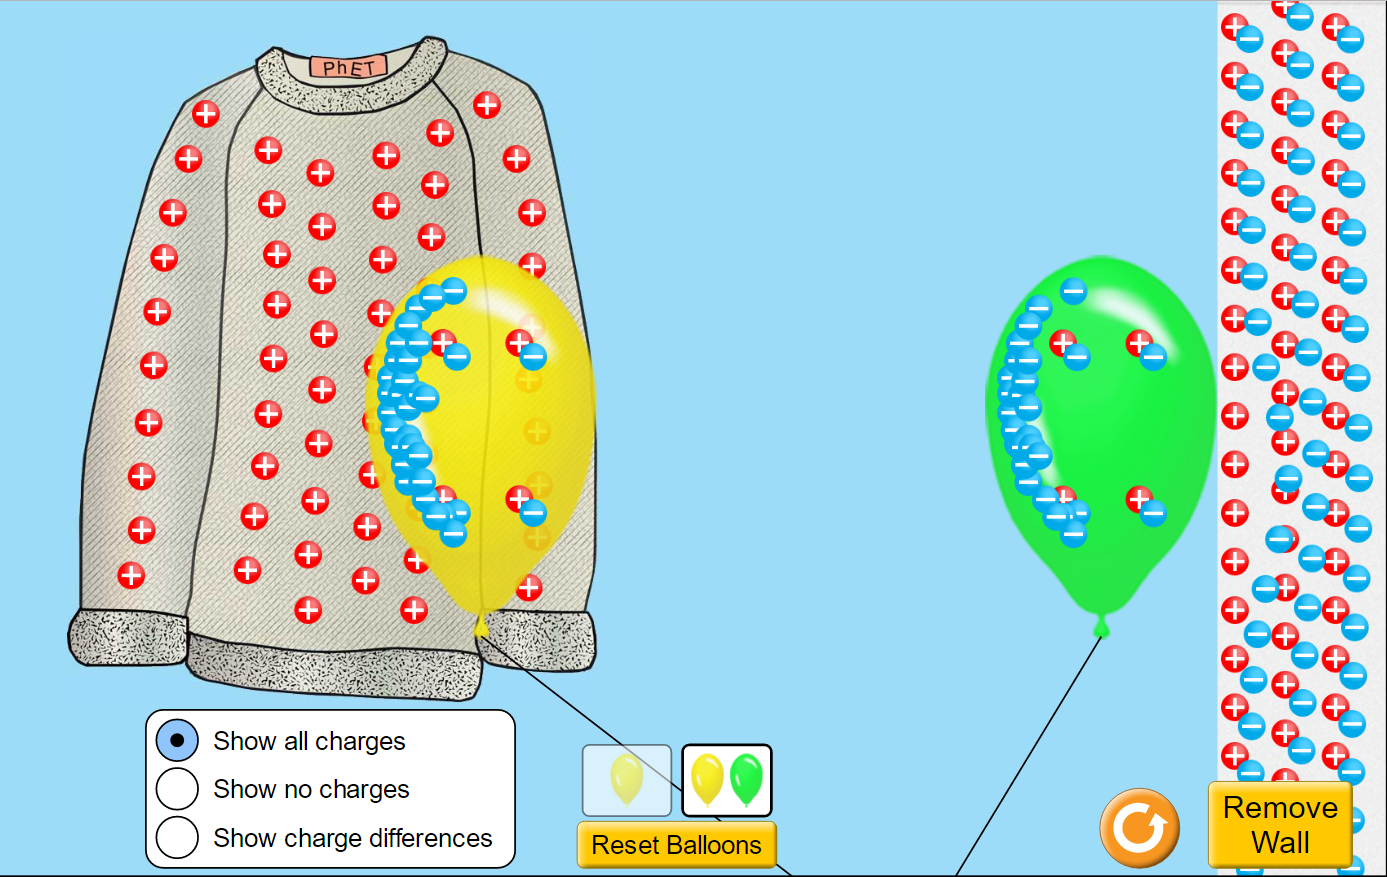 PhET
Show all charges
Show no charges
Show charge differences
Reset Balloons
Remove
Wall